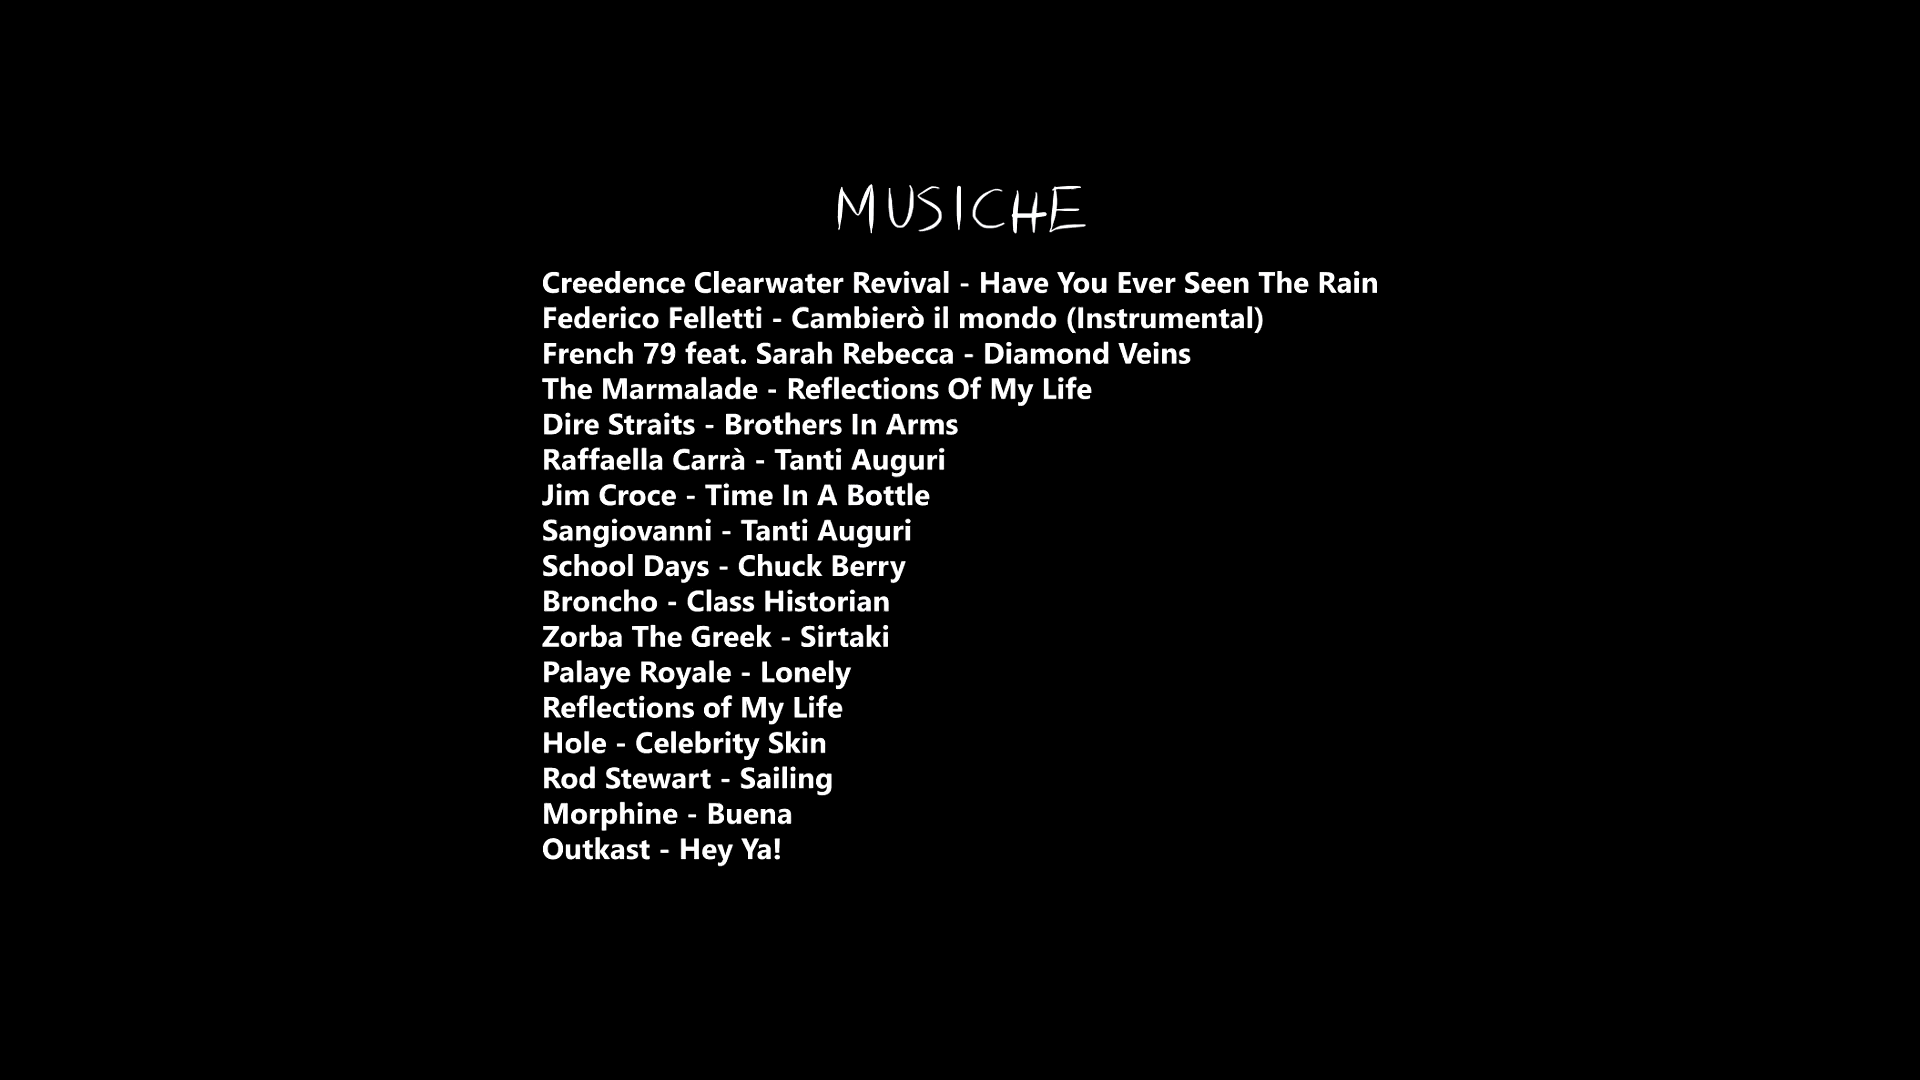 MUSICHE
Creedence Clearwater Revival - Have You Ever Seen The Rain
Federico Felletti - Cambierò il mondo (Instrumental)
French 79 feat. Sarah Rebecca - Diamond Veins
The Marmalade - Reflections Of My Life
Dire Straits - Brothers In Arms
Raffaella Carrà - Tanti Auguri
Jim Croce - Time In A Bottle
Sangiovanni - Tanti Auguri
School Days - Chuck Berry
Broncho - Class Historian
Zorba The Greek - Sirtaki
Palaye Royale - Lonely
Reflections of My Life
Hole - Celebrity Skin
Rod Stewart - Sailing
Morphine - Buena
Outkast - Hey Ya!